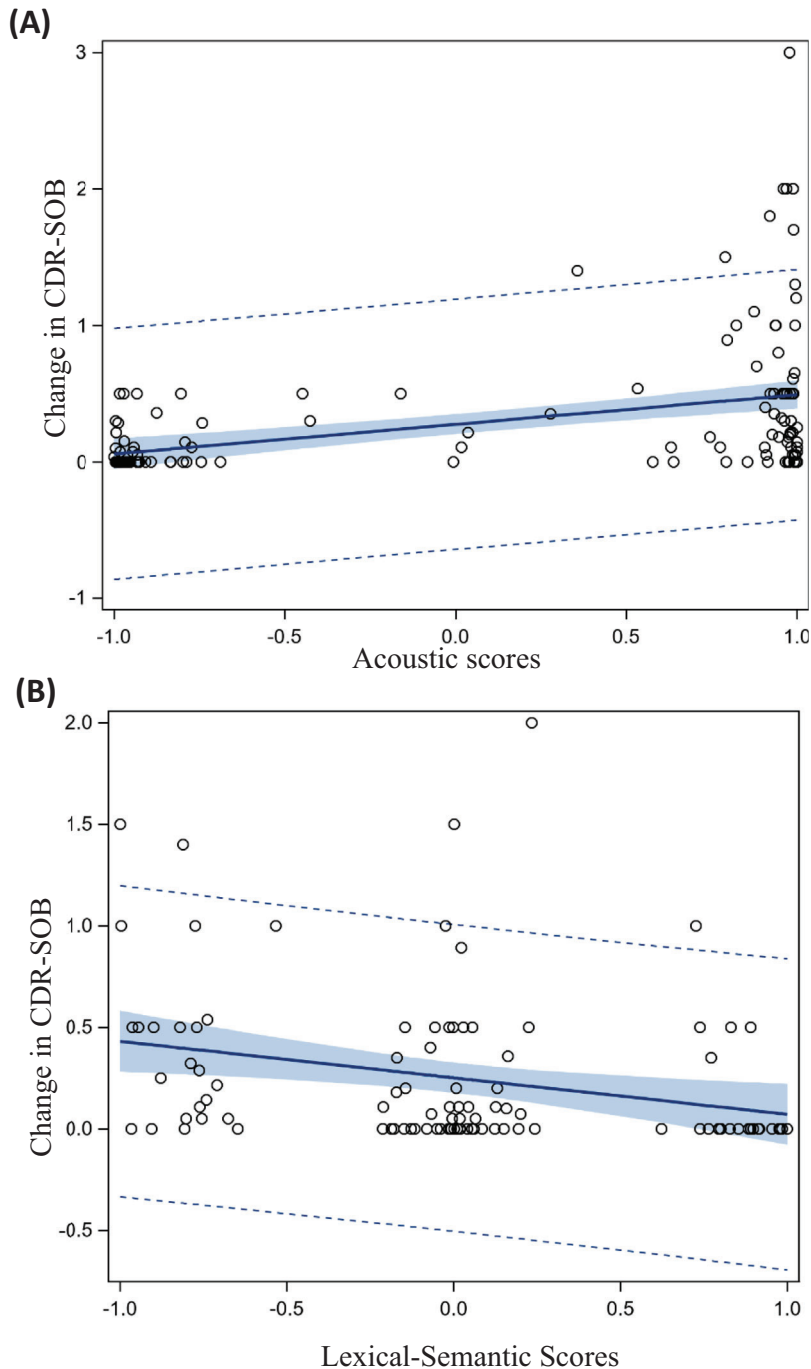 (A)
3
2
1
0
-1
Change in CDR-SOB
-1.0 -0.5 0.0 0.5 1.0
Acoustic scores
(B)
2.0
1.5
1.0
0.5
0.0
-0.5
Change in CDR-SOB
-1.0 -0.5 0.0 0.5 1.0
Lexical-Semantic Scores